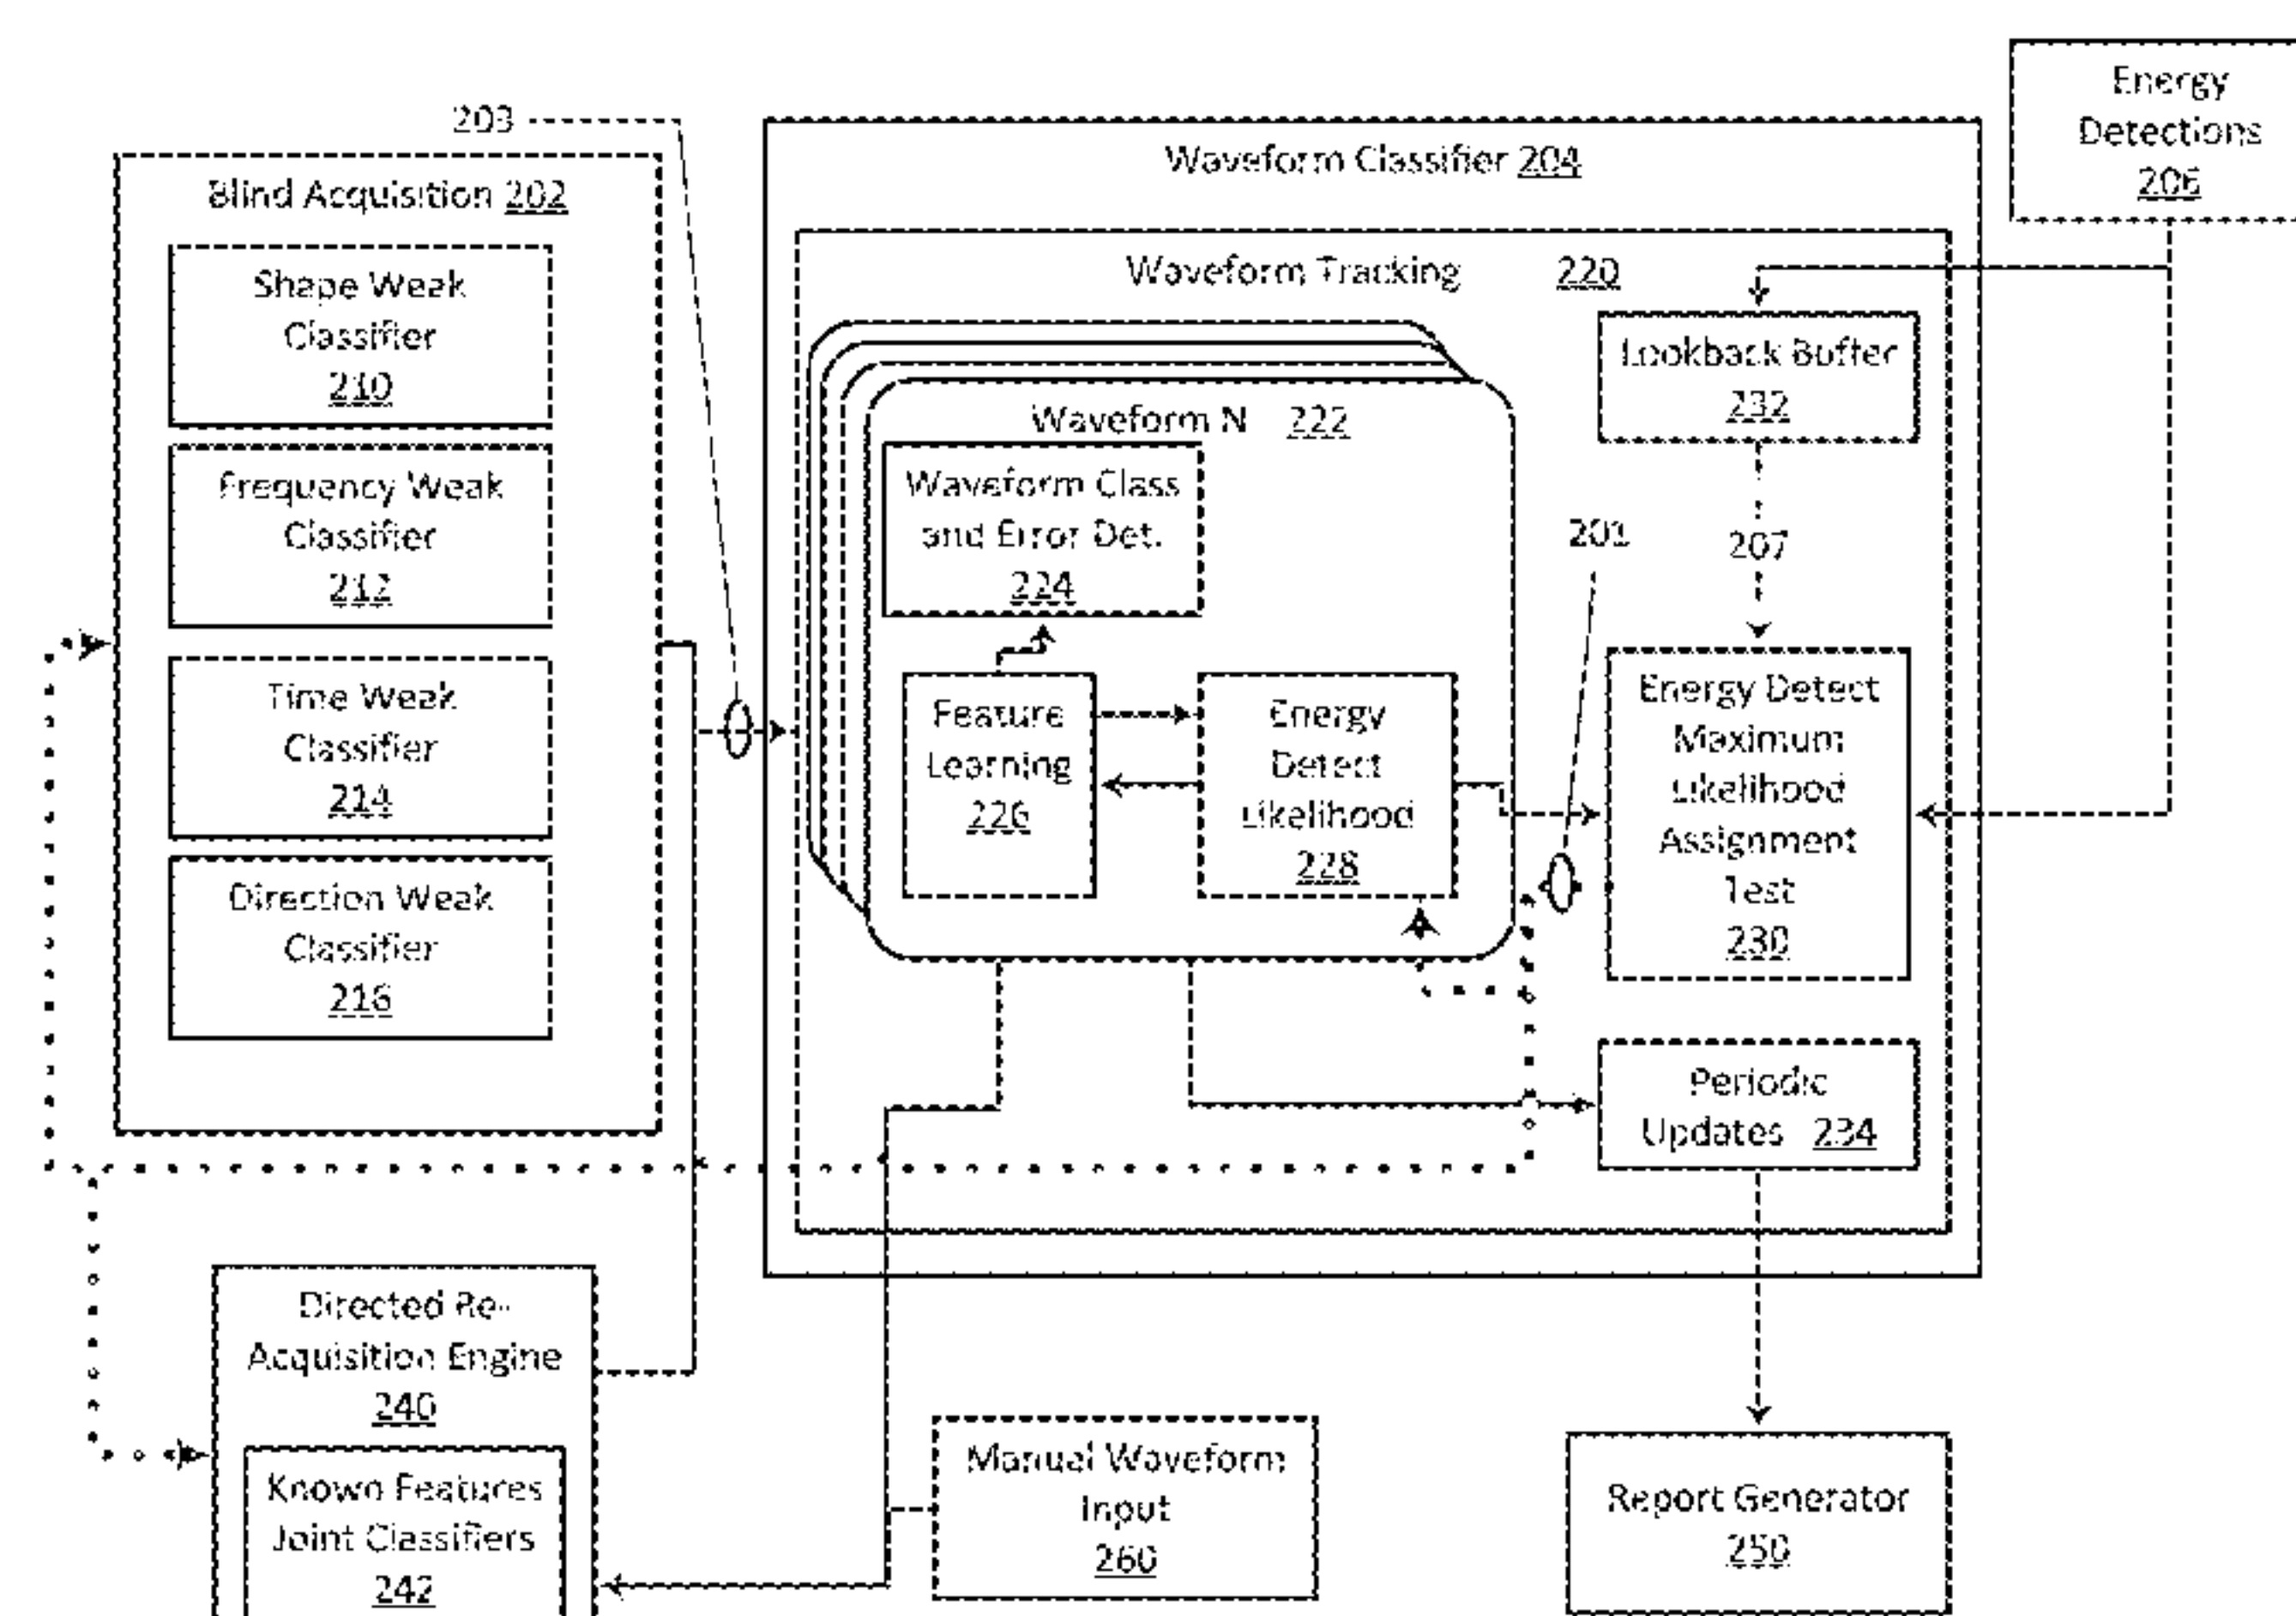 203
Blind Acquisition 202
Shape Weak
Classifier
210
Frequency Weak
Classifier
212
Time Weak
Classifier
214
Direction Weak
Classifier
216
Waveform Classifier 204
Waveform Tracking 220
Waveform N 222
Waveform Class
and Error Det.
224
Feature
Learning
226
Energy
Detect
Likelihood
228
Energy
Detections
206
Lookback Buffer
232
201
207
Energy Detect
Maximum
Likelihood
Assignment
Test
230
Periodic
Updates 234
Directed Re-
Acquisition Engine
240
Known Features
Joint Classifiers
242
Manual Waveform
Input
260
Report Generator
250